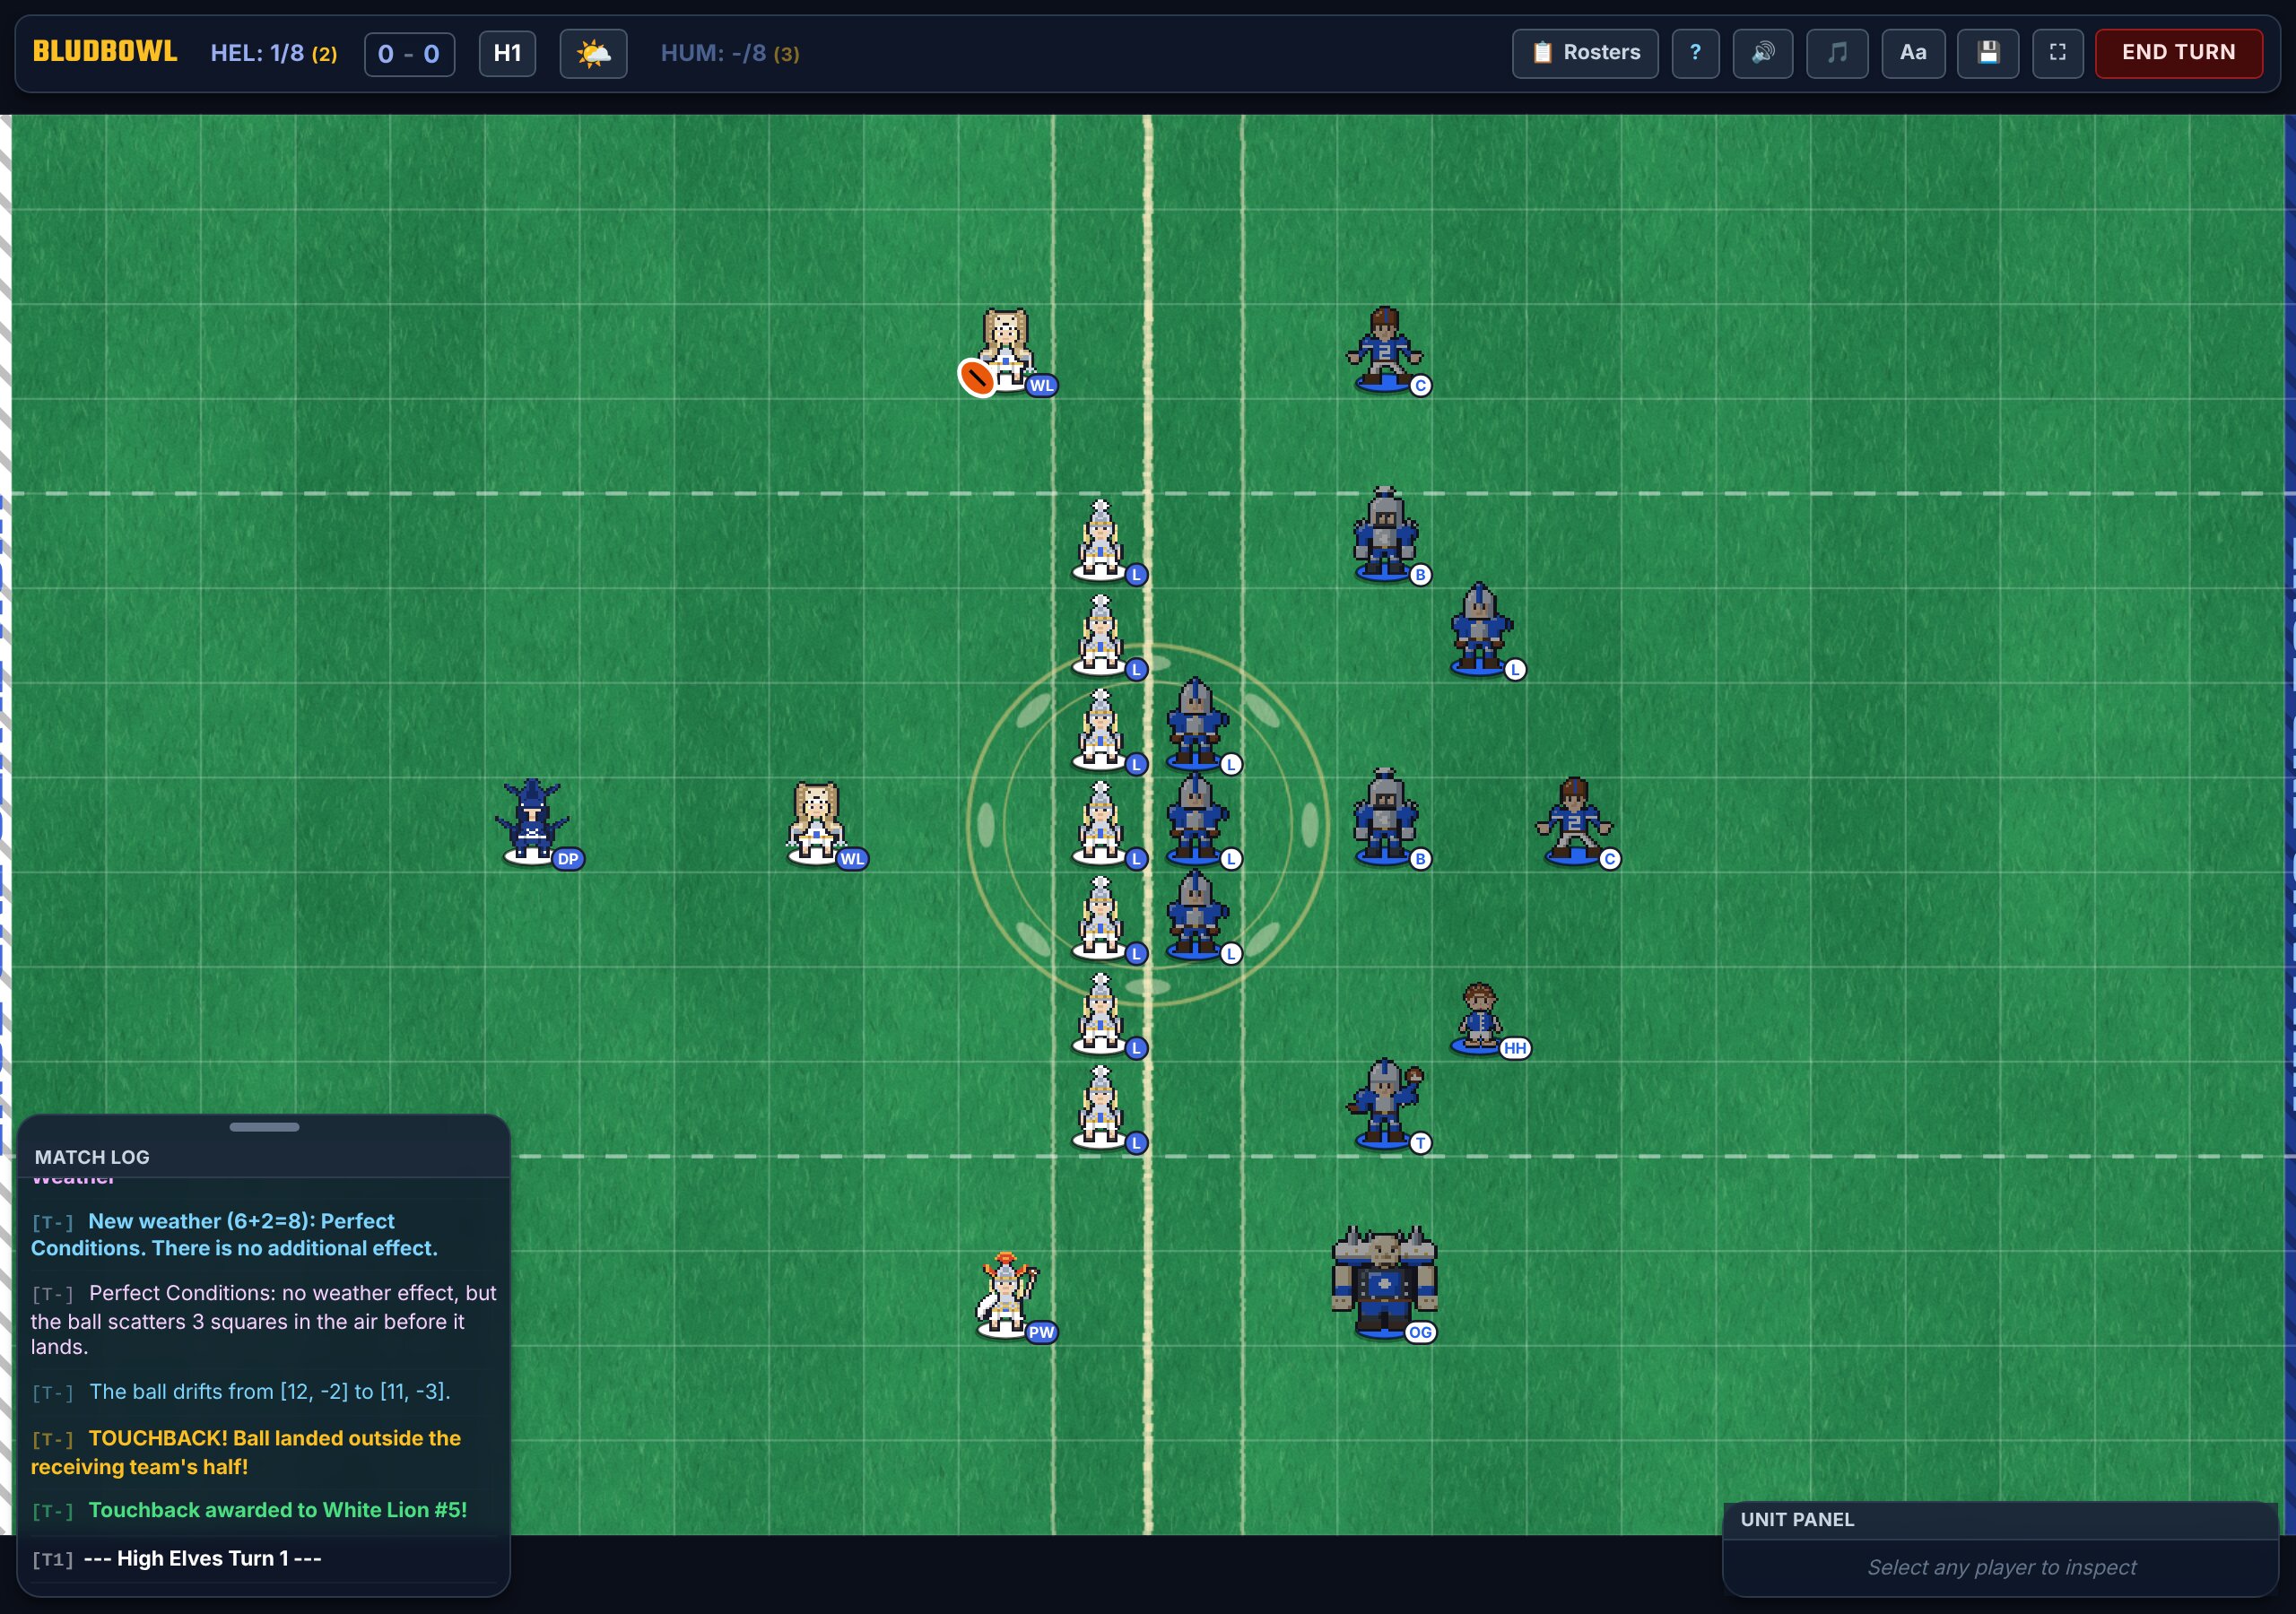 BLUDBOWL HEL: 1/8 (2) 0 - 0 H1 HUM: -/8 (3) Rosters ? Aa END TURN
WL C
L B
L L
L L
DP WL L L B C
L L
L HH
L T
PW OG
MATCH LOG
Weather
[T-] New weather (6+2=8): Perfect
Conditions. There is no additional effect.
[T-] Perfect Conditions: no weather effect, but
the ball scatters 3 squares in the air before it
lands.
[T-] The ball drifts from [12, -2] to [11, -3].
[T-] TOUCHBACK! Ball landed outside the
receiving team's half!
[T-] Touchback awarded to White Lion #5!
[T1] --- High Elves Turn 1 ---
UNIT PANEL
Select any player to inspect